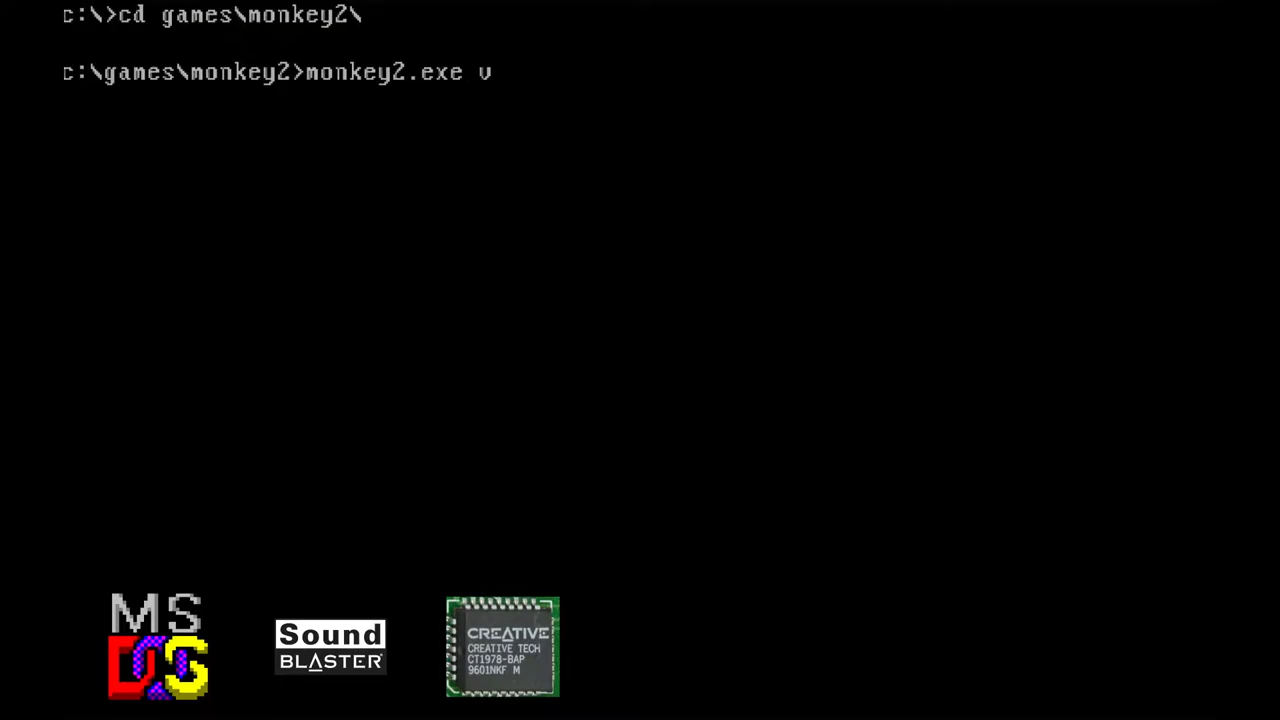 c:\>cd games\monkey2\
c:\games\monkey2>monkey2.exe v
MS
DOS
Sound
BLASTER
CREATIVE
CREATIVE TECH
CT1978-BAP
9601NKF M